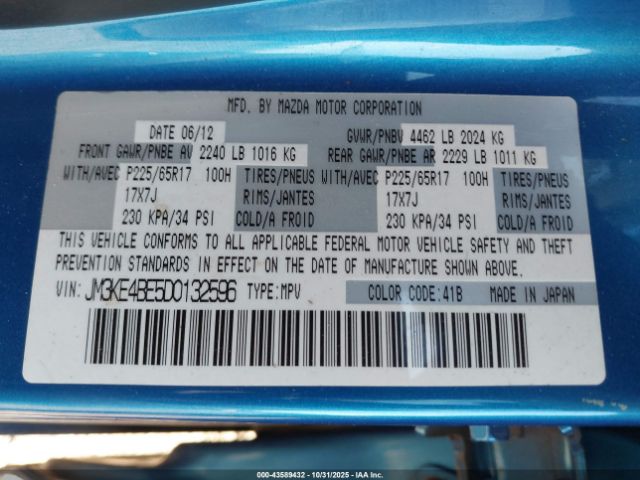 MFD. BY MAZDA MOTOR CORPORATION
DATE 06/12 GVWR/PNBV 4462 LB 2024 KG
FRONT GAWR/PNBE AV 2240 LB 1016 KG REAR GAWR/PNBE AR 2229 LB 1011 KG
WITH/AVEC P225/65R17 100H TIRES/PNEUS WITH/AVEC P225/65R17 100H TIRES/PNEUS
17X7J RIMS/JANTES 17X7J RIMS/JANTES
230 KPA/34 PSI COLD/A FROID 230 KPA/34 PSI COLD/A FROID
THIS VEHICLE CONFORMS TO ALL APPLICABLE FEDERAL MOTOR VEHICLE SAFETY AND THEFT
PREVENTION STANDARDS IN EFFECT ON THE DATE OF MANUFACTURE SHOWN ABOVE.
VIN: JM3KE4BE5D0132596 TYPE:MPV COLOR CODE:41B MADE IN JAPAN
000-43589432 - 10/31/2025 - IAA, Inc.